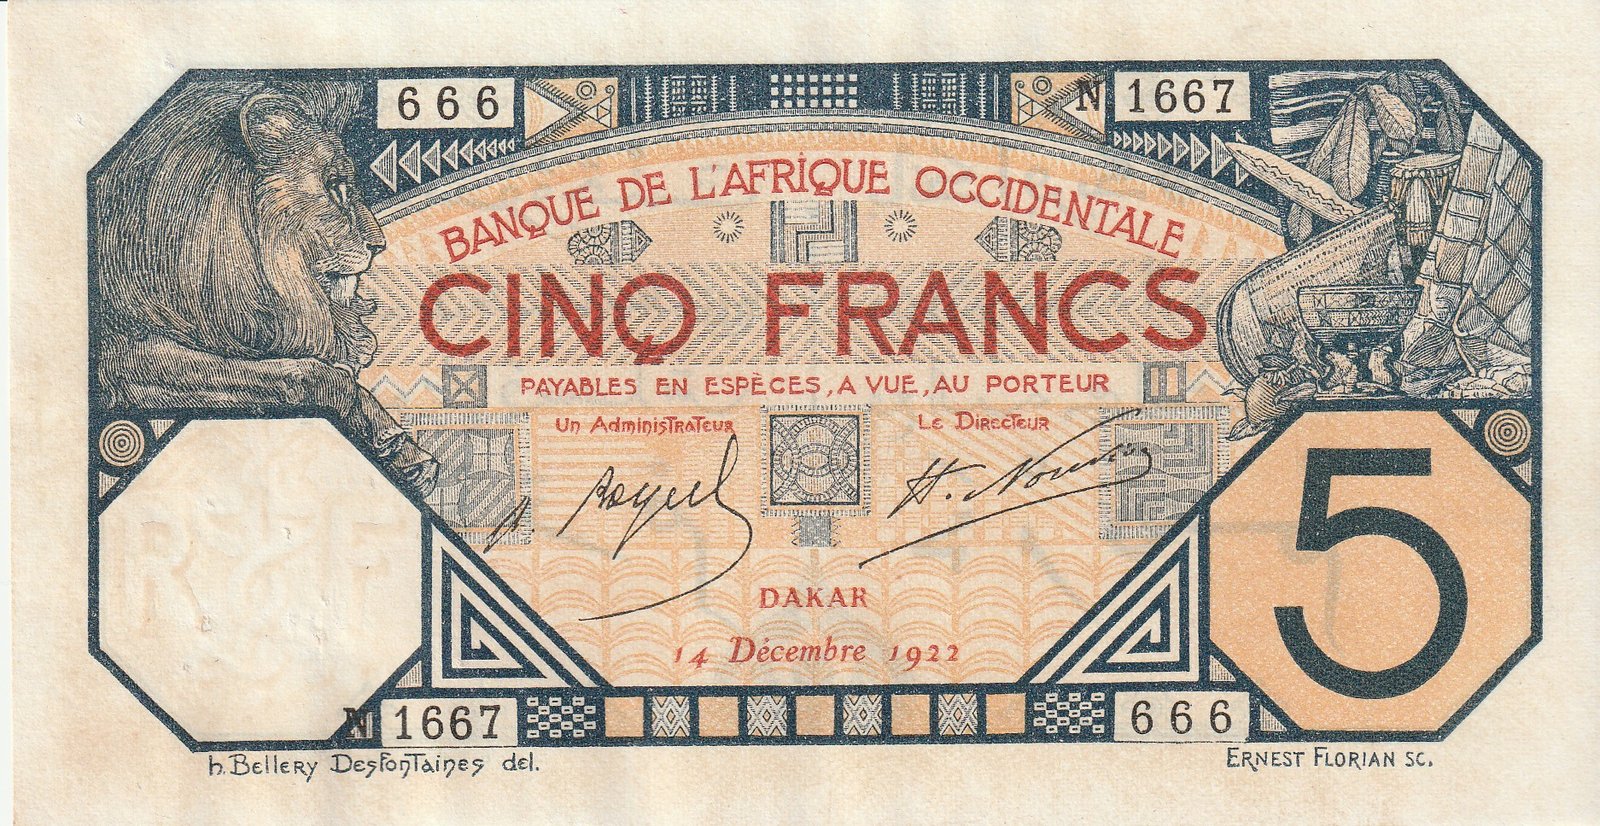 666
N 1667
BANQUE DE L'AFRIQUE OCCIDENTALE
CINQ FRANCS
PAYABLES EN ESPÈCES, A VUE, AU PORTEUR
Un Administrateur
Le Directeur
DAKAR
14 Décembre 1922
5
N 1667
666
h. Bellery Desfontaines del.
ERNEST FLORIAN SC.